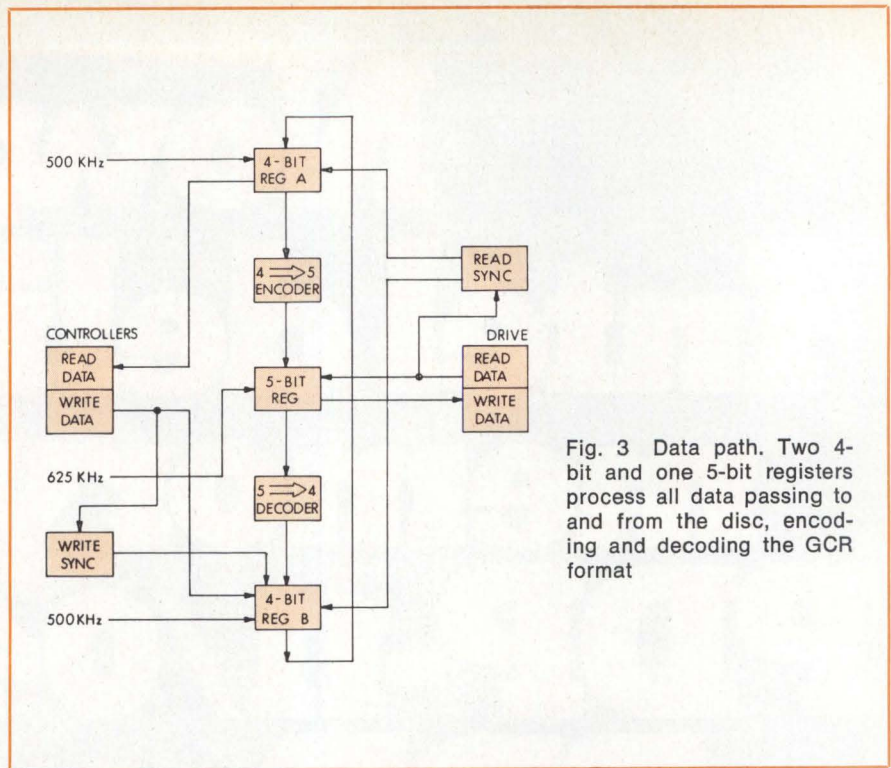 500 KHz
4-BIT
REG A
4 ⟹ 5
ENCODER
READ
SYNC
CONTROLLERS
READ
DATA
WRITE
DATA
5-BIT
REG
DRIVE
READ
DATA
WRITE
DATA
625 KHz
5 ⟹ 4
DECODER
WRITE
SYNC
4-BIT
REG B
500KHz
Fig. 3 Data path. Two 4-
bit and one 5-bit registers
process all data passing to
and from the disc, encod-
ing and decoding the GCR
format